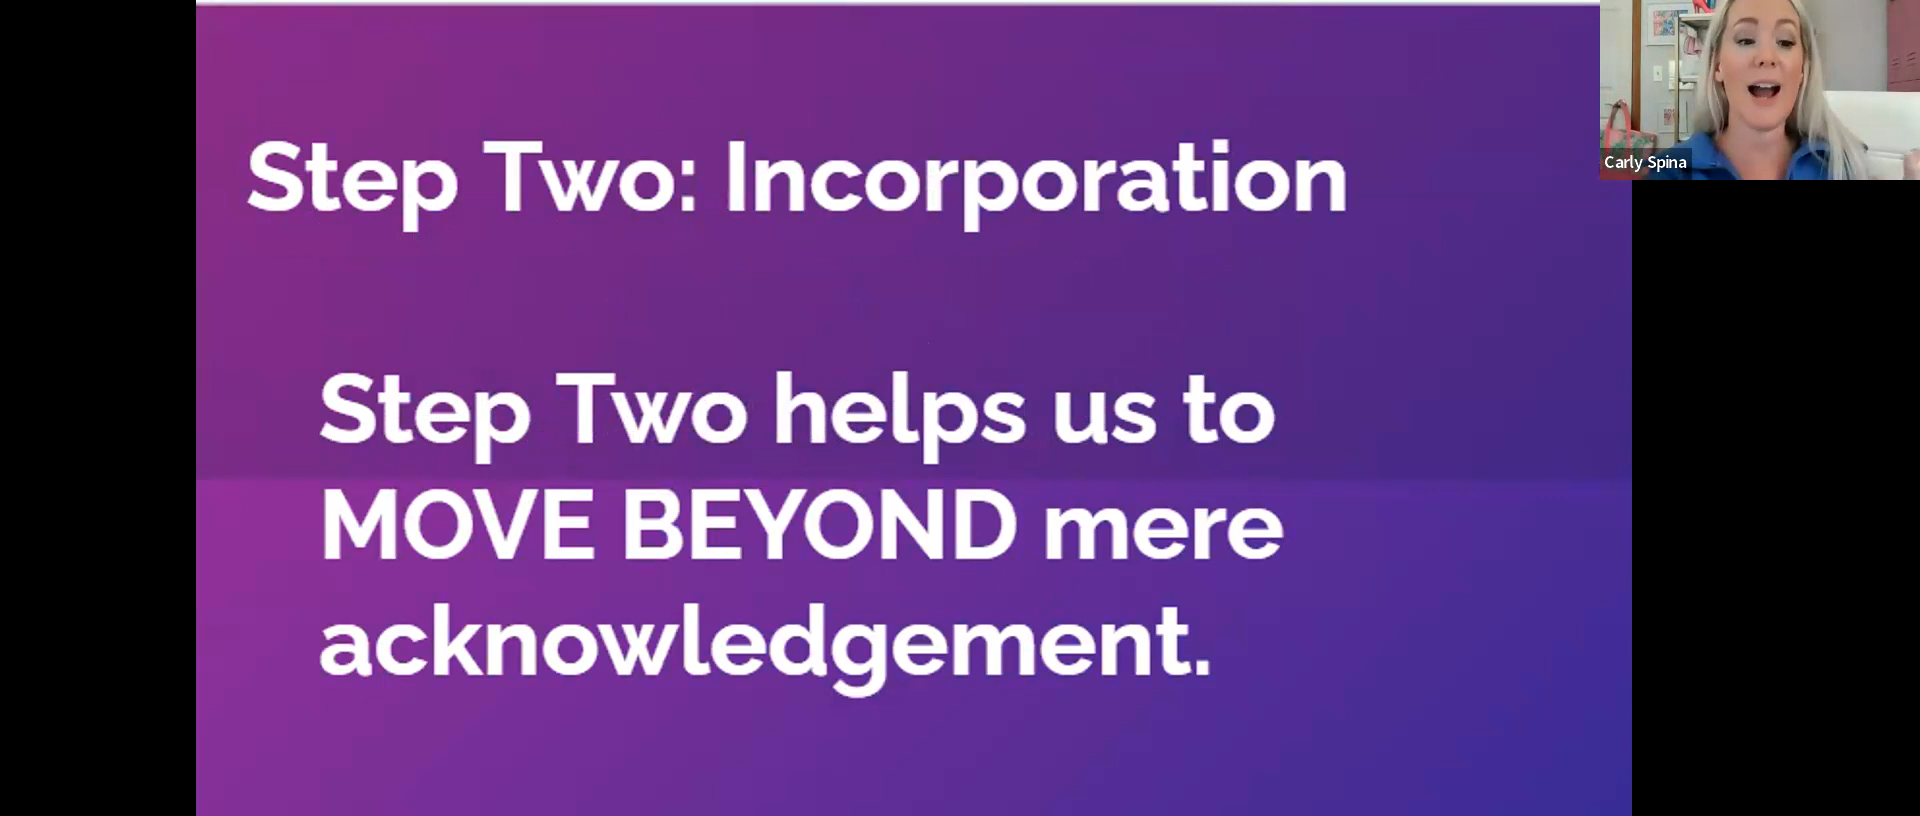 Step Two: Incorporation
Step Two helps us to
MOVE BEYOND mere
acknowledgement.
Carly Spina